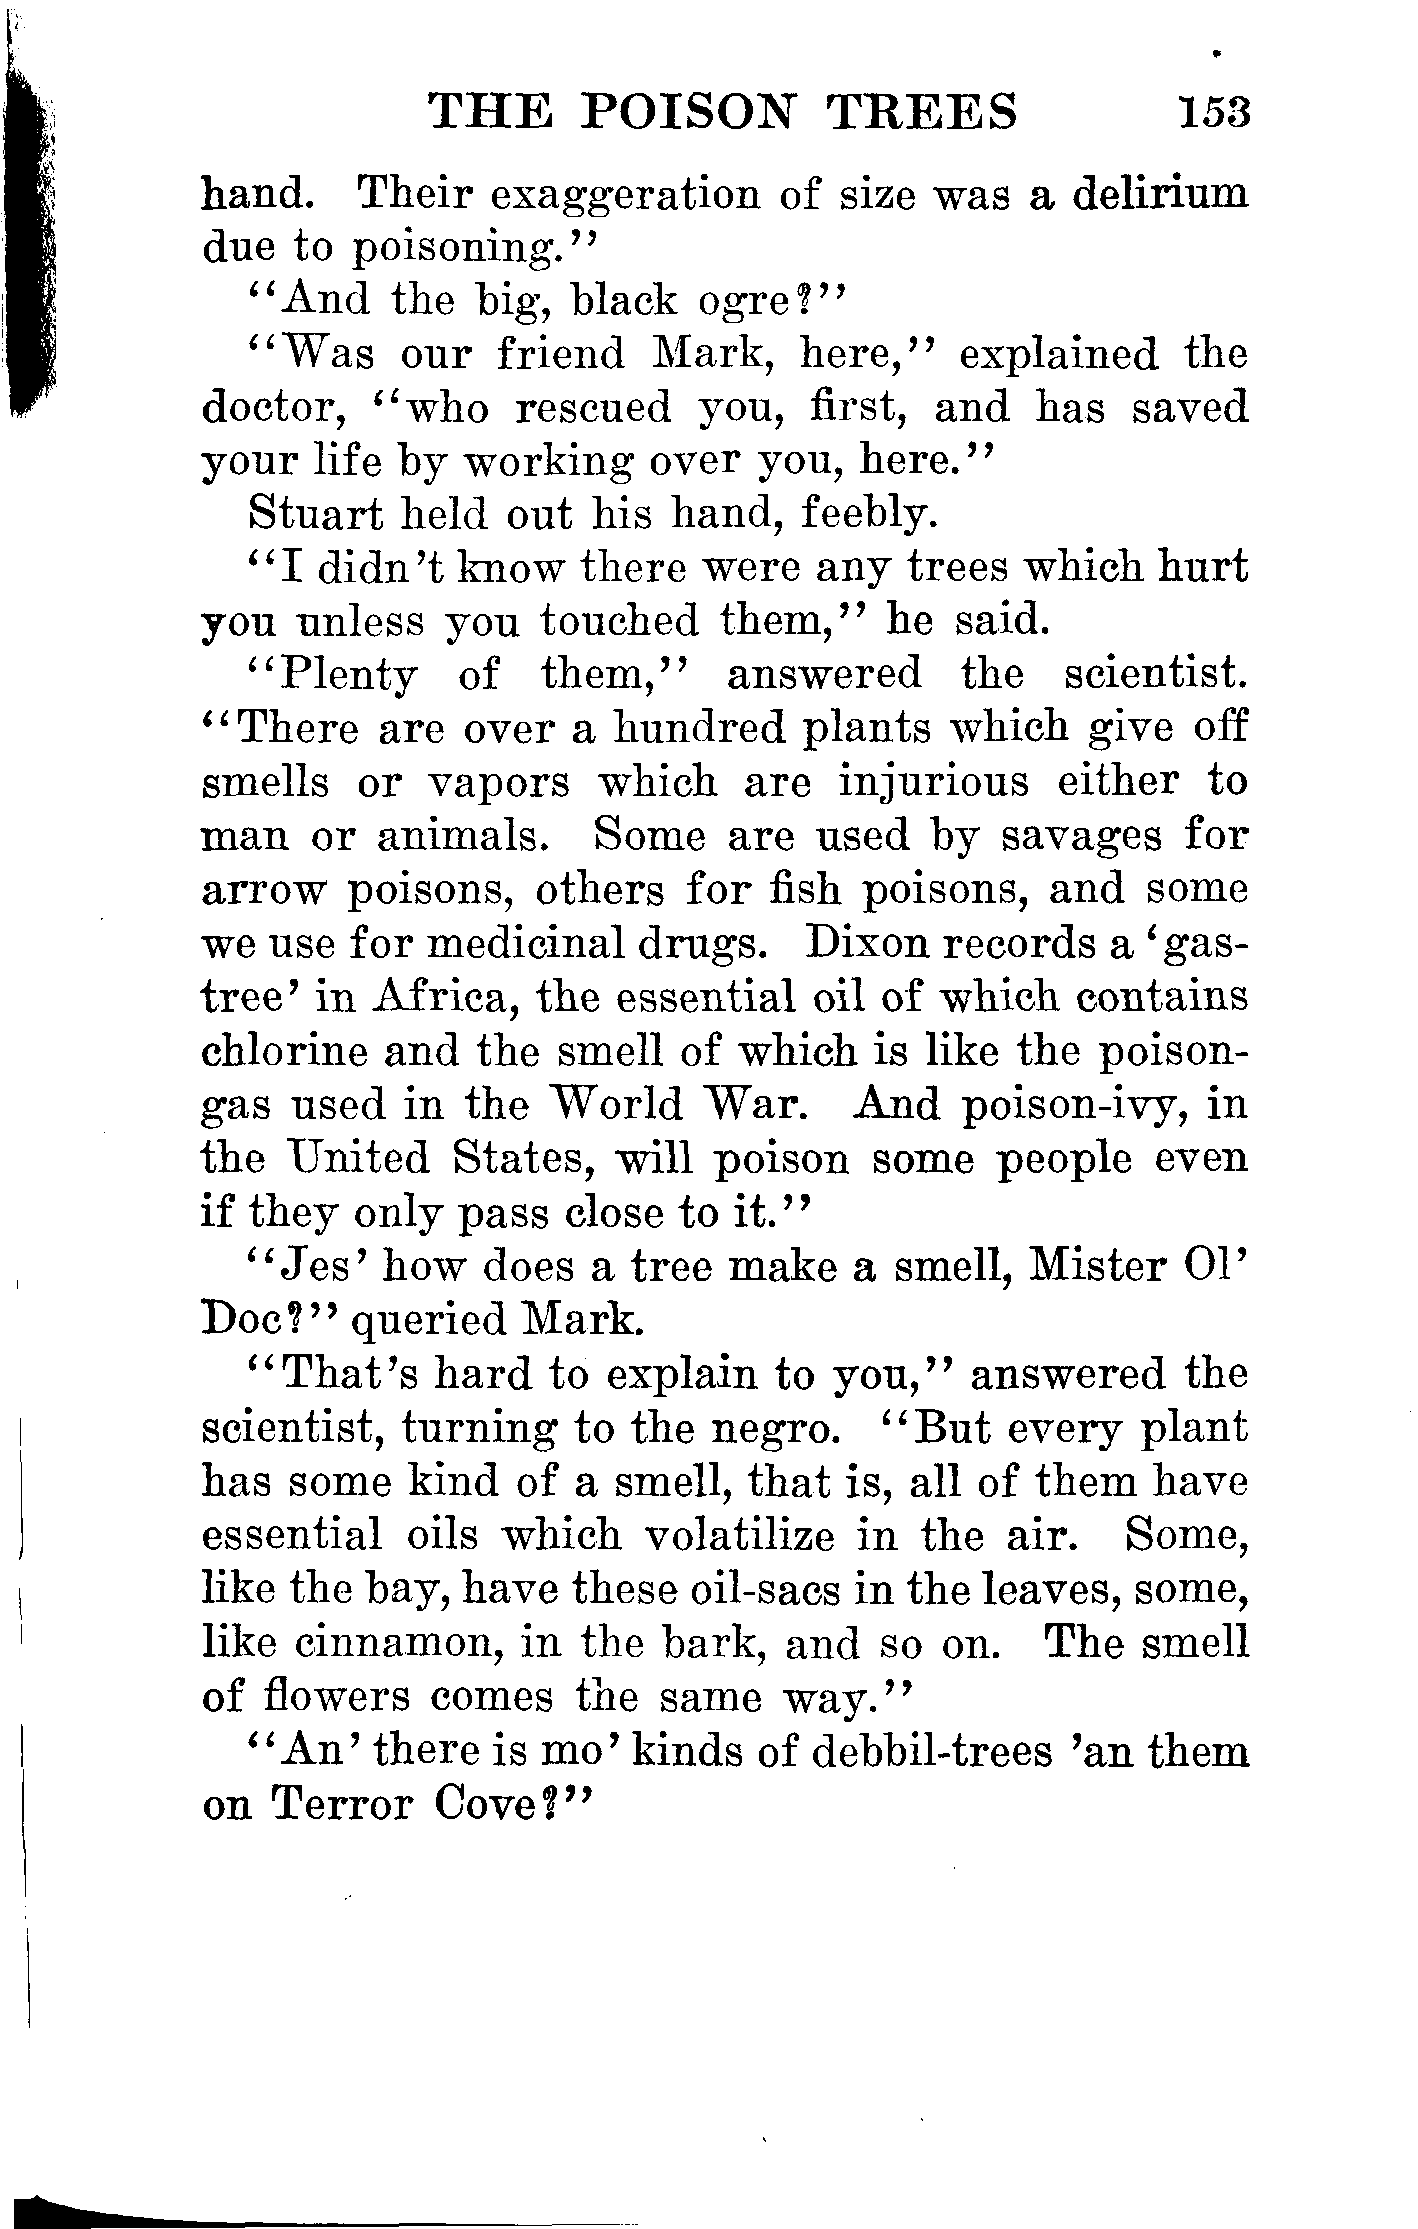 THE POISON TREES 153
hand. Their exaggeration of size was a delirium
due to poisoning."
"And the big, black ogre?"
"Was our friend Mark, here," explained the
doctor, "who rescued you, first, and has saved
your life by working over you, here."
Stuart held out his hand, feebly.
"I didn't know there were any trees which hurt
you unless you touched them," he said.
"Plenty of them," answered the scientist.
"There are over a hundred plants which give off
smells or vapors which are injurious either to
man or animals. Some are used by savages for
arrow poisons, others for fish poisons, and some
we use for medicinal drugs. Dixon records a 'gas-
tree' in Africa, the essential oil of which contains
chlorine and the smell of which is like the poison-
gas used in the World War. And poison-ivy, in
the United States, will poison some people even
if they only pass close to it."
"Jes' how does a tree make a smell, Mister Ol'
Doc?" queried Mark.
"That's hard to explain to you," answered the
scientist, turning to the negro. "But every plant
has some kind of a smell, that is, all of them have
essential oils which volatilize in the air. Some,
like the bay, have these oil-sacs in the leaves, some,
like cinnamon, in the bark, and so on. The smell
of flowers comes the same way."
"An' there is mo' kinds of debbil-trees 'an them
on Terror Cove?"